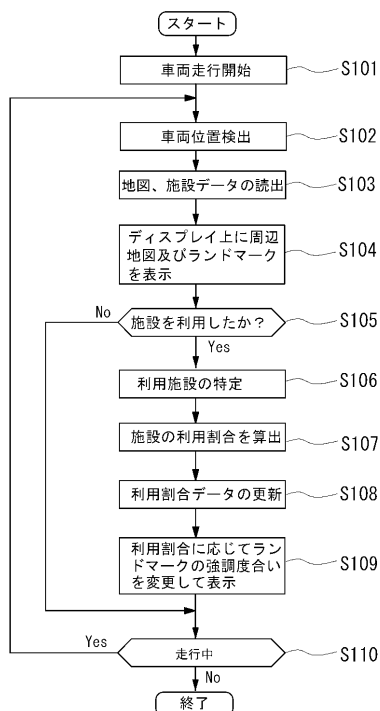 スタート
車両走行開始
S101
車両位置検出
S102
地図、施設データの読出
S103
ディスプレイ上に周辺
地図及びランドマーク
を表示
S104
No
施設を利用したか?
S105
Yes
利用施設の特定
S106
施設の利用割合を算出
S107
利用割合データの更新
S108
利用割合に応じてラン
ドマークの強調度合い
を変更して表示
S109
Yes
走行中
S110
No
終了